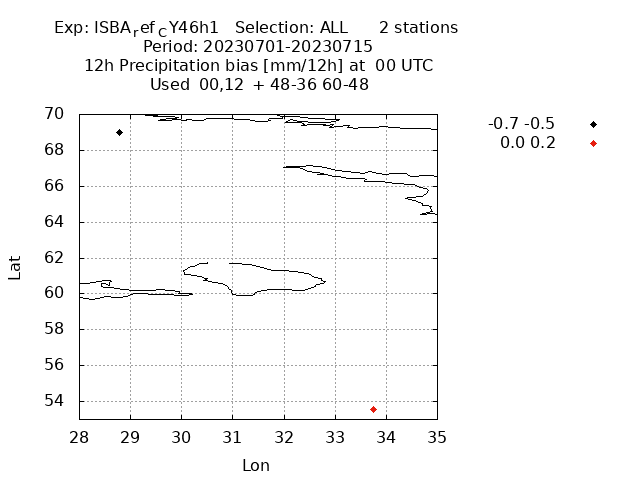 Exp: ISBA_ref_CY46h1 Selection: ALL 2 stations
Period: 20230701-20230715
12h Precipitation bias [mm/12h] at 00 UTC
Used 00,12 + 48-36 60-48
-0.7 -0.5
0.0 0.2
70
68
66
64
62
60
58
56
54
Lat
28 29 30 31 32 33 34 35
Lon